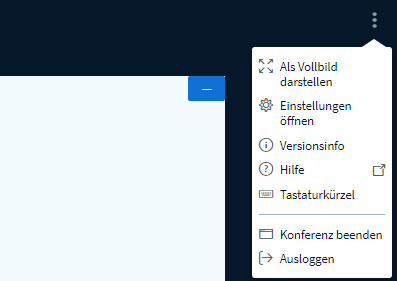 Als Vollbild
darstellen
Einstellungen
öffnen
Versionsinfo
Hilfe
Tastaturkürzel
Konferenz beenden
Ausloggen